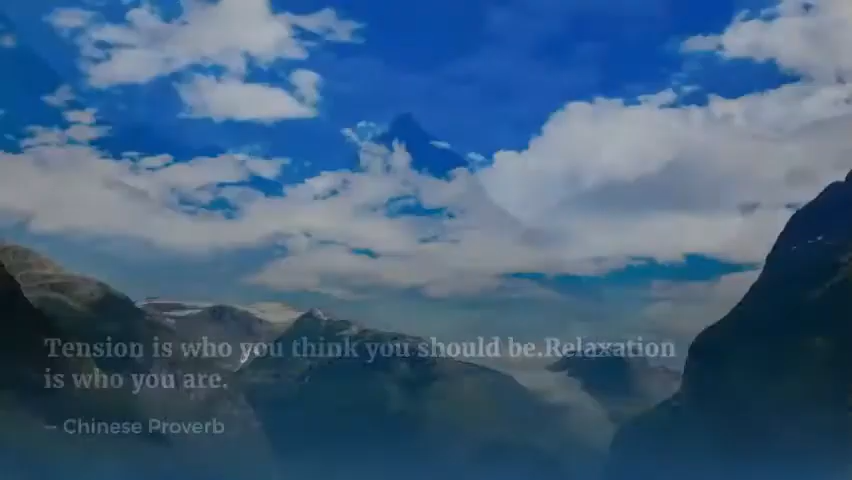 Tension is who you think you should be.Relaxation
is who you are.
– Chinese Proverb